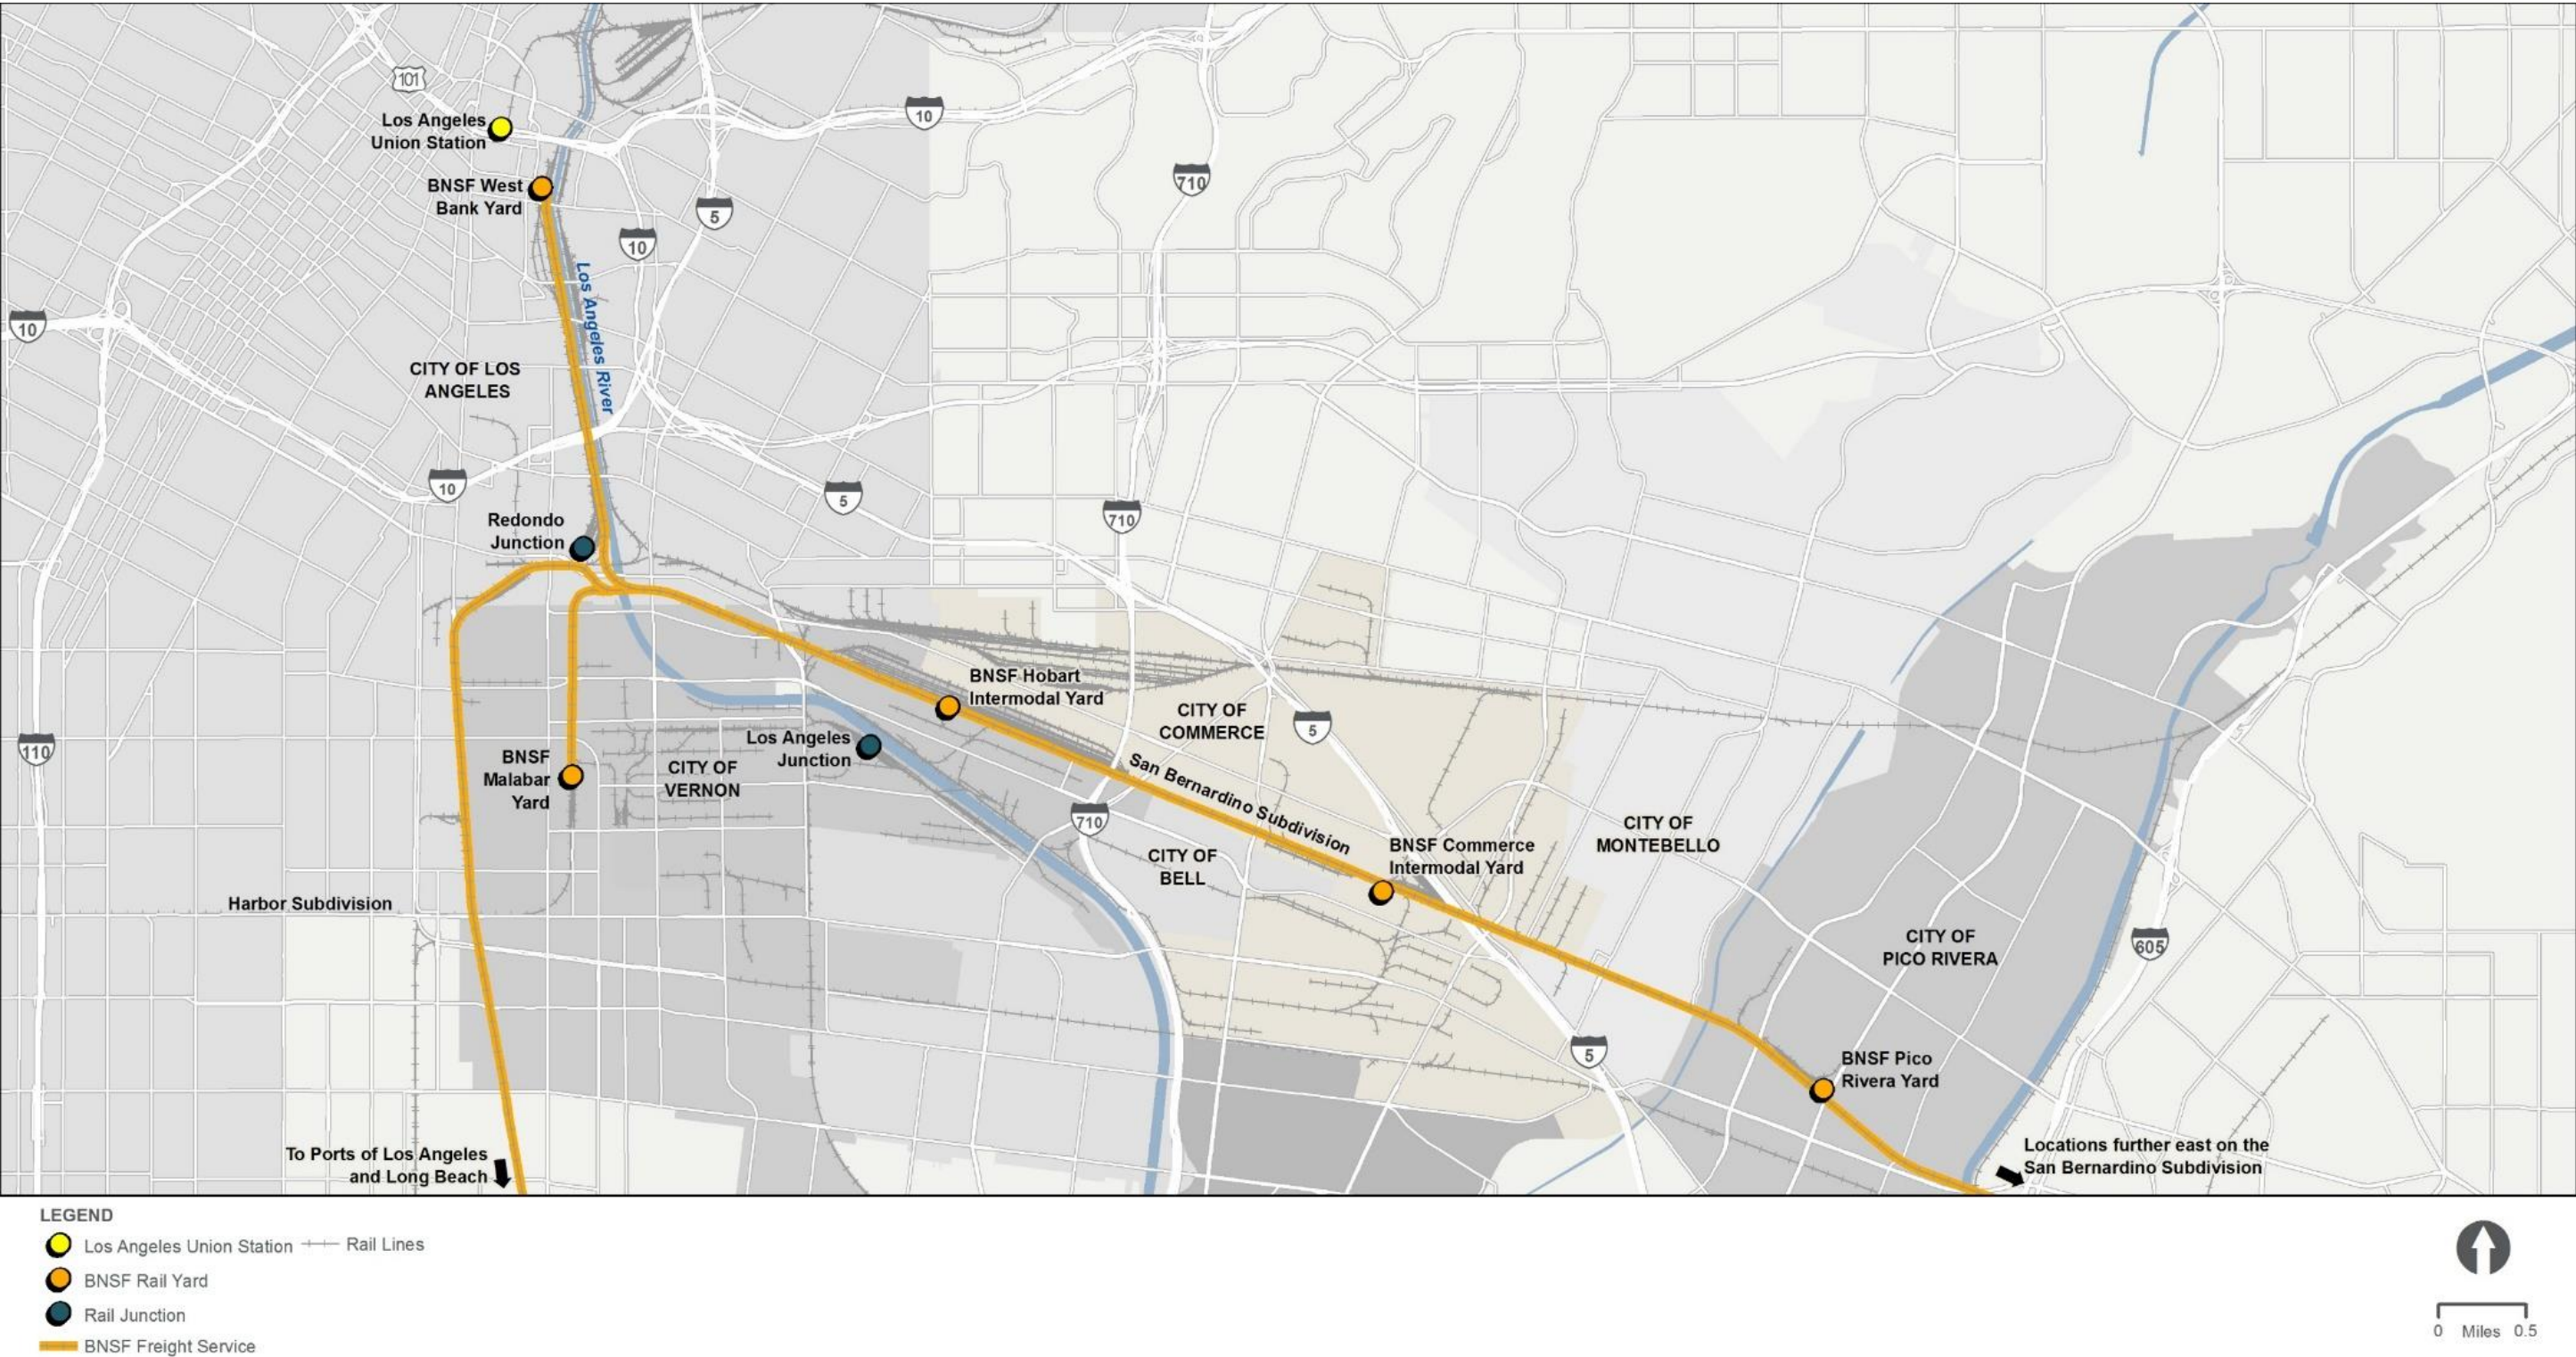 101
Los Angeles
Union Station
10
710
BNSF West
Bank Yard
5
10
Los Angeles River
10
CITY OF LOS
ANGELES
10
5
710
Redondo
Junction
BNSF Hobart
Intermodal Yard
CITY OF
COMMERCE
5
110
Los Angeles
Junction
BNSF
Malabar
Yard
CITY OF
VERNON
San Bernardino Subdivision
710
CITY OF
BELL
BNSF Commerce
Intermodal Yard
CITY OF
MONTEBELLO
Harbor Subdivision
CITY OF
PICO RIVERA
605
5
BNSF Pico
Rivera Yard
To Ports of Los Angeles
and Long Beach
Locations further east on the
San Bernardino Subdivision
LEGEND
Los Angeles Union Station
Rail Lines
BNSF Rail Yard
Rail Junction
BNSF Freight Service
0 Miles 0.5